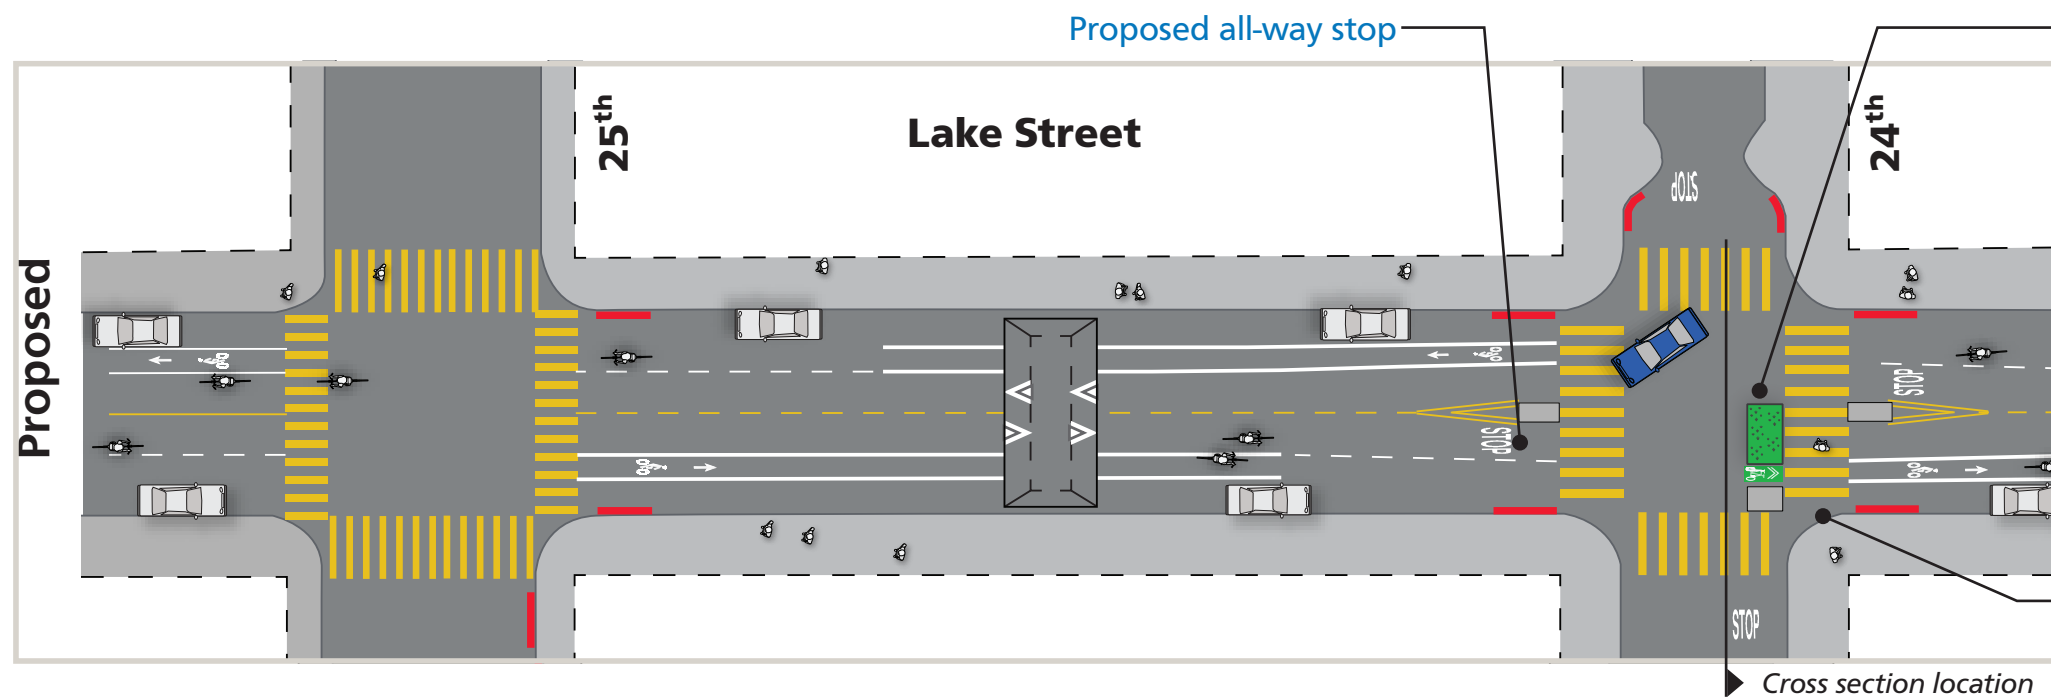 Proposed all-way stop
Proposed
25th
Lake Street
24th
STOP
STOP
STOP
STOP
Cross section location